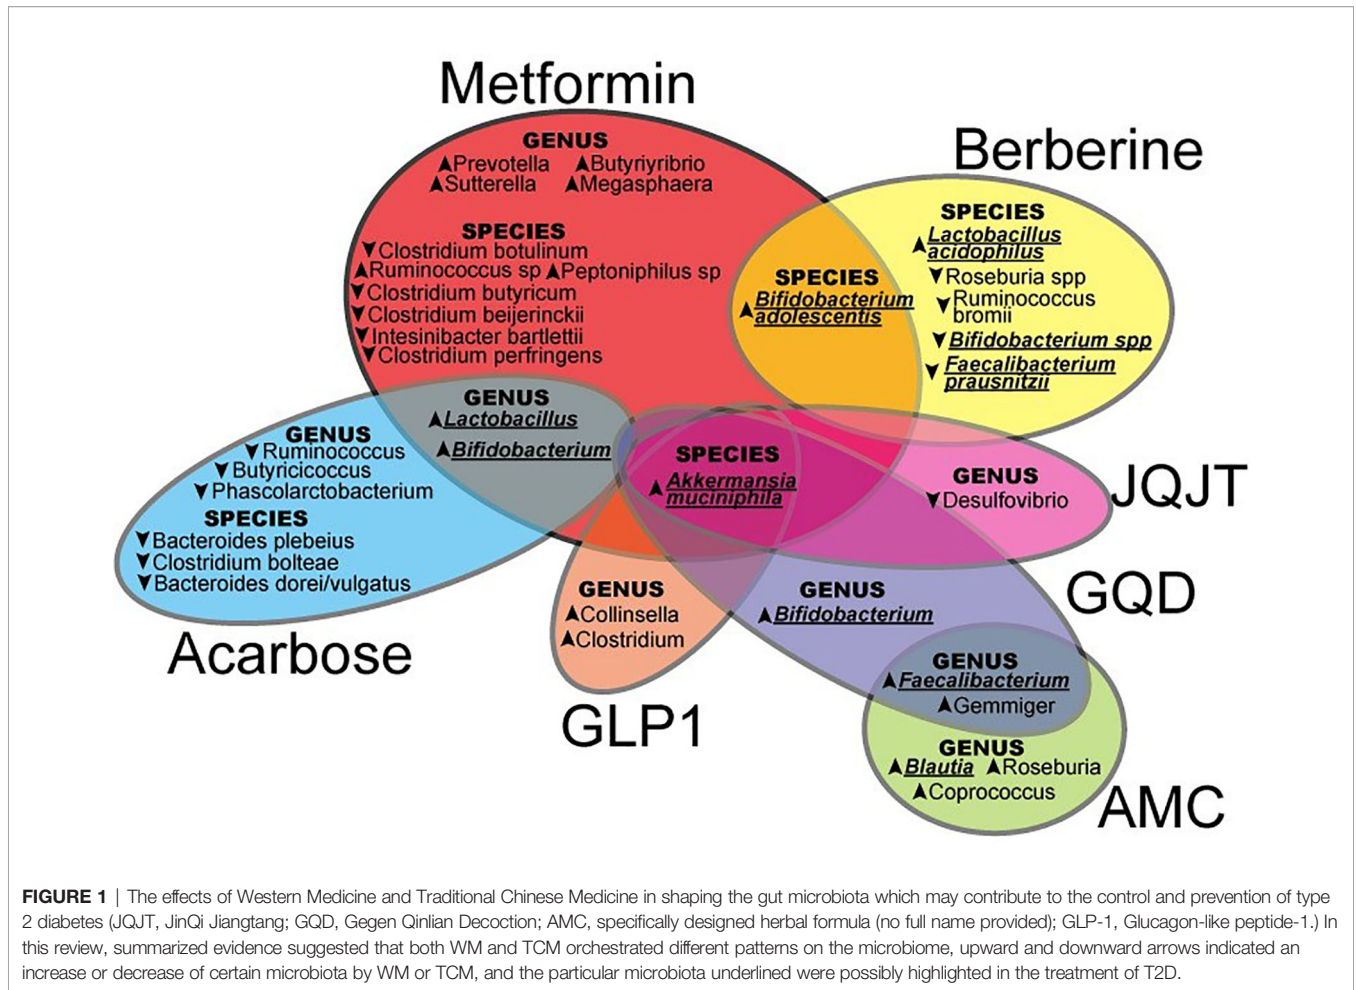 Metformin
GENUS
▲Prevotella ▲Butyriyribrio
▲Sutterella ▲Megasphaera
SPECIES
▼Clostridium botulinum
▲Ruminococcus sp ▲Peptoniphilus sp
▼Clostridium butyricum
▼Clostridium beijerinckii
▼Intesinibacter bartlettii
▼Clostridium perfringens
Berberine
SPECIES
▲Lactobacillus
acidophilus
▼Roseburia spp
▼Ruminococcus
bromii
▼Bifidobacterium spp
▼Faecalibacterium
prausnitzii
SPECIES
▲Bifidobacterium
adolescentis
GENUS
▲Lactobacillus
▲Bifidobacterium
GENUS
▼Ruminococcus
▼Butyricicoccus
▼Phascolarctobacterium
SPECIES
▼Bacteroides plebeius
▼Clostridium bolteae
▼Bacteroides dorei/vulgatus
Acarbose
SPECIES
▲Akkermansia
muciniphila
GENUS
▼Desulfovibrio
JQJT
GENUS
▲Collinsella
▲Clostridium
GLP1
GENUS
▲Bifidobacterium
GQD
GENUS
▲Faecalibacterium
▲Gemmiger
GENUS
▲Blautia ▲Roseburia
▲Coprococcus
AMC
FIGURE 1 | The effects of Western Medicine and Traditional Chinese Medicine in shaping the gut microbiota which may contribute to the control and prevention of type
2 diabetes (JQJT, JinQi Jiangtang; GQD, Gegen Qinlian Decoction; AMC, specifically designed herbal formula (no full name provided); GLP-1, Glucagon-like peptide-1.) In
this review, summarized evidence suggested that both WM and TCM orchestrated different patterns on the microbiome, upward and downward arrows indicated an
increase or decrease of certain microbiota by WM or TCM, and the particular microbiota underlined were possibly highlighted in the treatment of T2D.